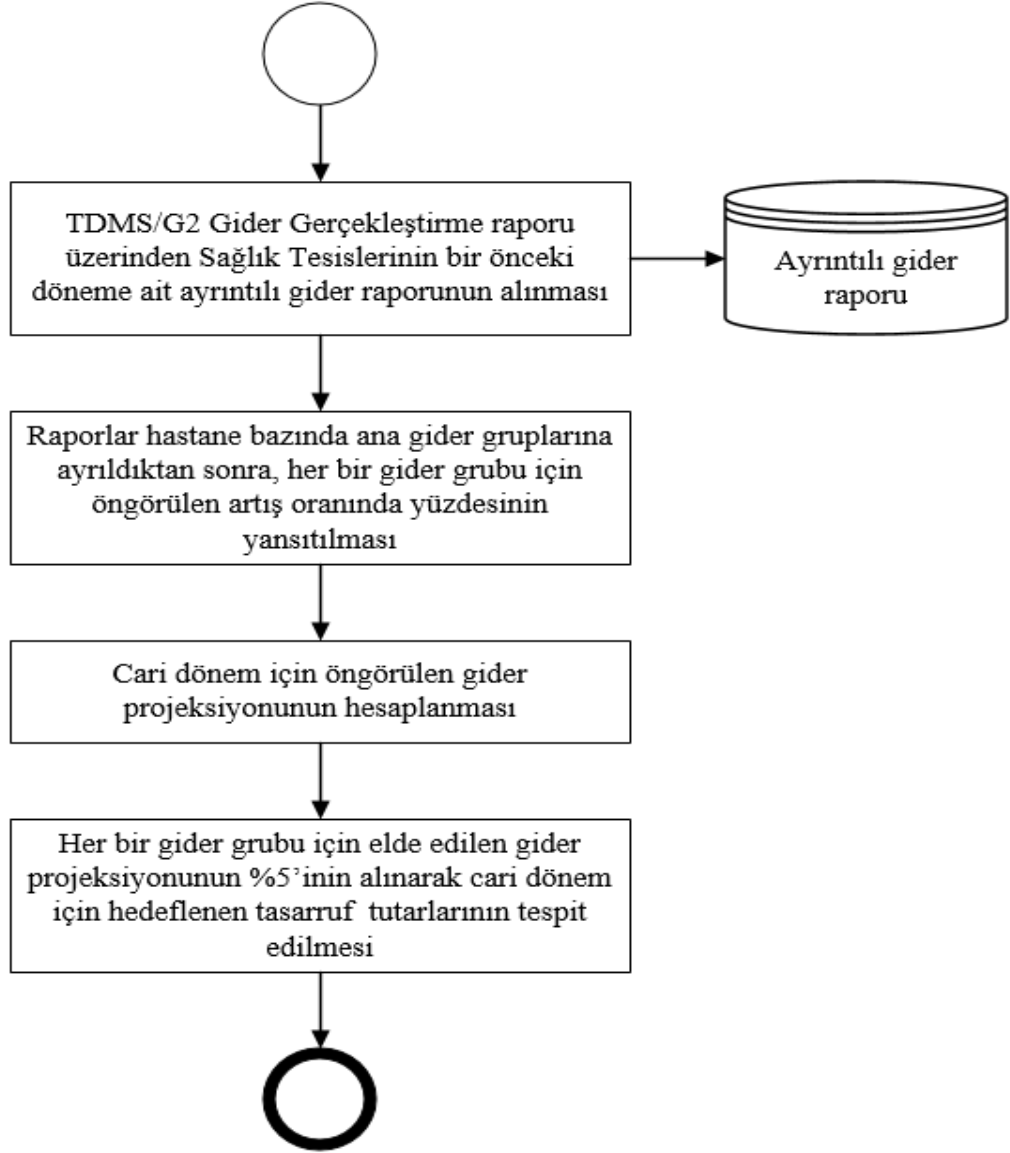 TDMS/G2 Gider Gerçekleştirme raporu
üzerinden Sağlık Tesislerinin bir önceki
döneme ait ayrıntılı gider raporunun alınması
Ayrıntılı gider
raporu
Raporlar hastane bazında ana gider gruplarına
ayrıldıktan sonra, her bir gider grubu için
öngörülen artış oranında yüzdesinin
yansıtılması
Cari dönem için öngörülen gider
projeksiyonunun hesaplanması
Her bir gider grubu için elde edilen gider
projeksiyonunun %5’inin alınarak cari dönem
için hedeflenen tasarruf  tutarlarının tespit
edilmesi